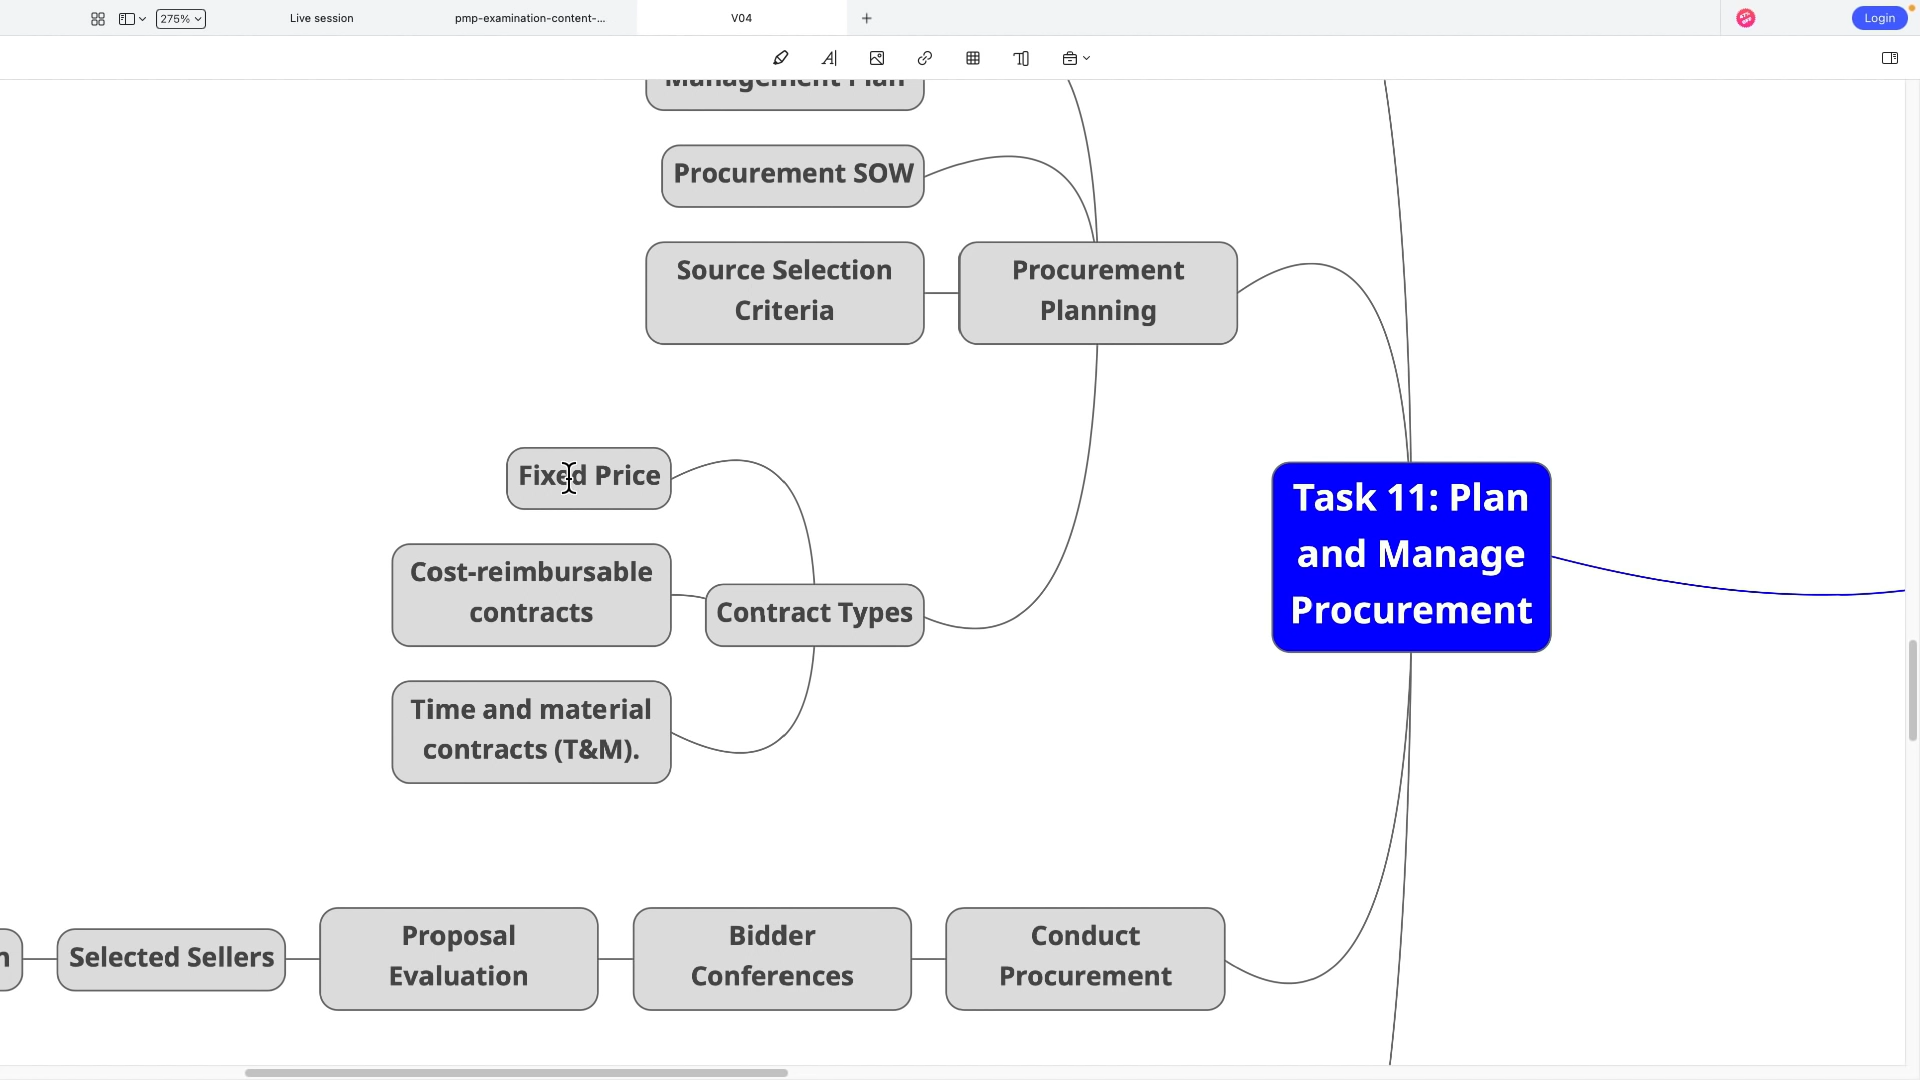 275%
Live session
pmp-examination-content-...
V04
Login
Management Plan
Procurement SOW
Source Selection
Criteria
Procurement
Planning
Fixed Price
Cost-reimbursable
contracts
Contract Types
Time and material
contracts (T&M).
Task 11: Plan
and Manage
Procurement
Selected Sellers
Proposal
Evaluation
Bidder
Conferences
Conduct
Procurement